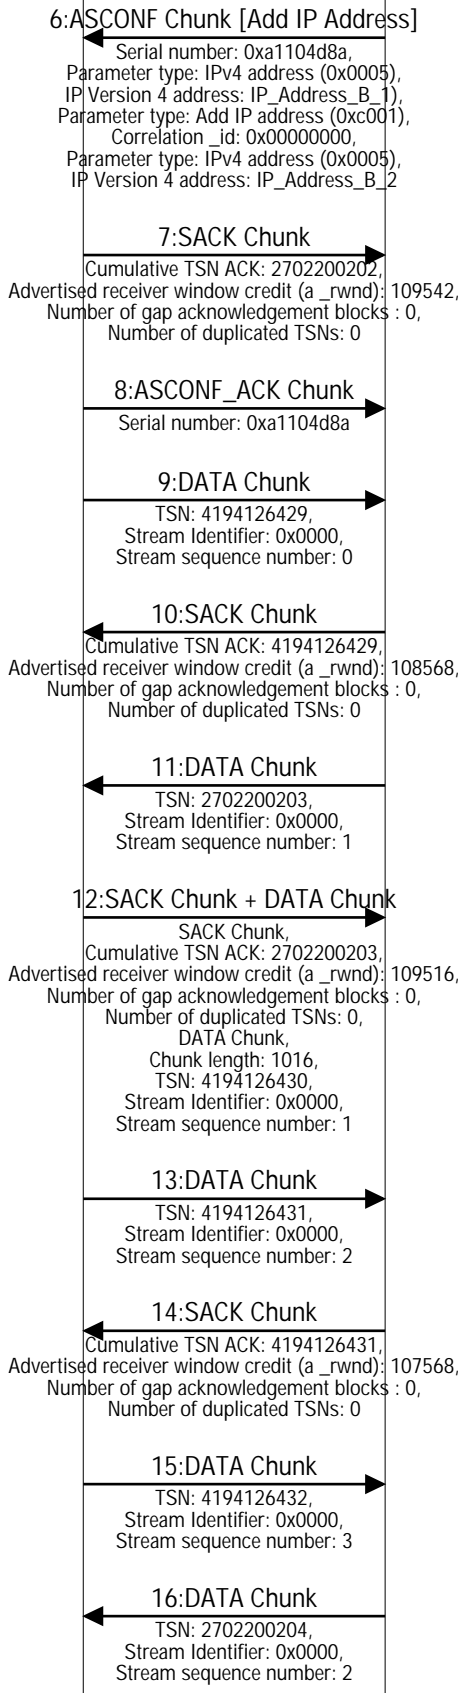 6:ASCONF Chunk [Add IP Address]
Serial number: 0xa1104d8a,
Parameter type: IPv4 address (0x0005),
IP Version 4 address: IP_Address_B_1),
Parameter type: Add IP address (0xc001),
Correlation _id: 0x00000000,
Parameter type: IPv4 address (0x0005),
IP Version 4 address: IP_Address_B_2
7:SACK Chunk
Cumulative TSN ACK: 2702200202,
Advertised receiver window credit (a _rwnd): 109542,
Number of gap acknowledgement blocks : 0,
Number of duplicated TSNs: 0
8:ASCONF_ACK Chunk
Serial number: 0xa1104d8a
9:DATA Chunk
TSN: 4194126429,
Stream Identifier: 0x0000,
Stream sequence number: 0
10:SACK Chunk
Cumulative TSN ACK: 4194126429,
Advertised receiver window credit (a _rwnd): 108568,
Number of gap acknowledgement blocks : 0,
Number of duplicated TSNs: 0
11:DATA Chunk
TSN: 2702200203,
Stream Identifier: 0x0000,
Stream sequence number: 1
12:SACK Chunk + DATA Chunk
SACK Chunk,
Cumulative TSN ACK: 2702200203,
Advertised receiver window credit (a _rwnd): 109516,
Number of gap acknowledgement blocks : 0,
Number of duplicated TSNs: 0,
DATA Chunk,
Chunk length: 1016,
TSN: 4194126430,
Stream Identifier: 0x0000,
Stream sequence number: 1
13:DATA Chunk
TSN: 4194126431,
Stream Identifier: 0x0000,
Stream sequence number: 2
14:SACK Chunk
Cumulative TSN ACK: 4194126431,
Advertised receiver window credit (a _rwnd): 107568,
Number of gap acknowledgement blocks : 0,
Number of duplicated TSNs: 0
15:DATA Chunk
TSN: 4194126432,
Stream Identifier: 0x0000,
Stream sequence number: 3
16:DATA Chunk
TSN: 2702200204,
Stream Identifier: 0x0000,
Stream sequence number: 2